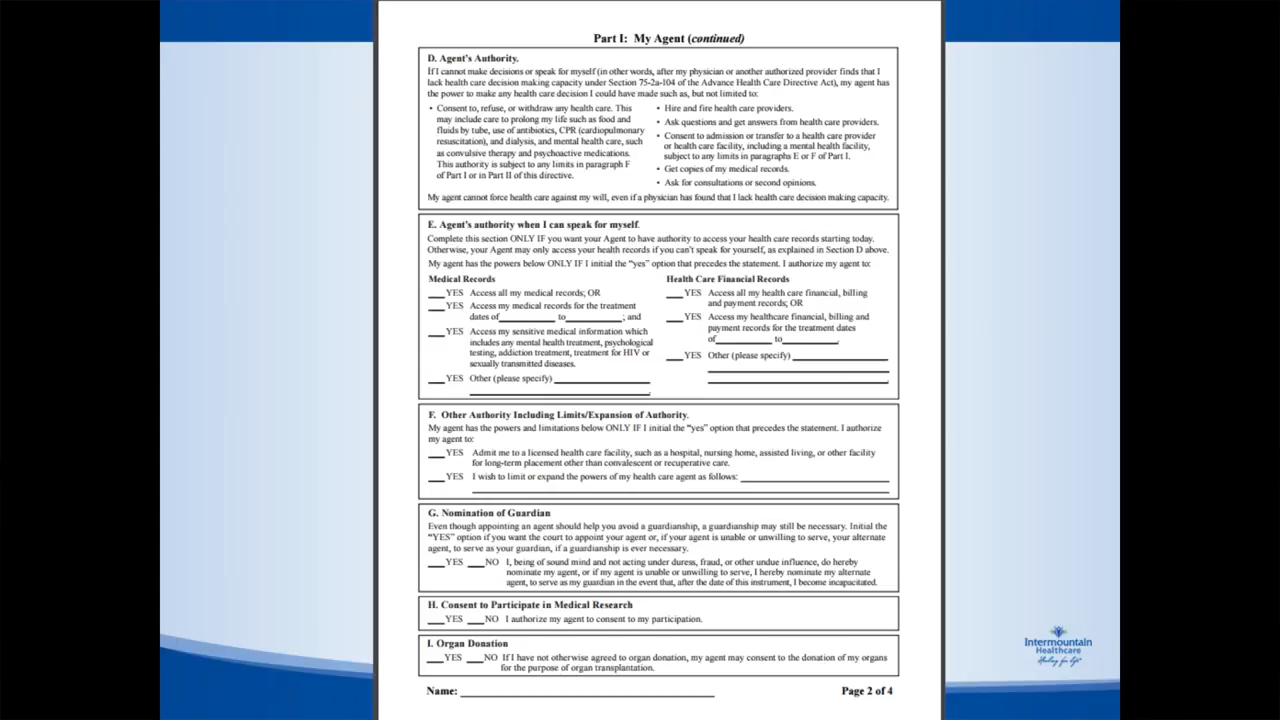 Part I: My Agent (continued)
D. Agent's Authority.
If I cannot make decisions or speak for myself (in other words, after my physician or another authorized provider finds that I
lack health care decision making capacity under Section 75-2a-104 of the Advance Health Care Directive Act), my agent has
the power to make any health care decision I could have made such as, but not limited to:
• Consent to, refuse, or withdraw any health care. This
may include care to prolong my life such as food and
fluids by tube, use of antibiotics, CPR (cardiopulmonary
resuscitation), and dialysis, and mental health care, such
as convulsive therapy and psychoactive medications.
This authority is subject to any limits in paragraph F
of Part I or in Part II of this directive.
• Hire and fire health care providers.
• Ask questions and get answers from health care providers.
• Consent to admission or transfer to a health care provider
or health care facility, including a mental health facility,
subject to any limits in paragraphs E or F of Part I.
• Get copies of my medical records.
• Ask for consultations or second opinions.
My agent cannot force health care against my will, even if a physician has found that I lack health care decision making capacity.
E. Agent's authority when I can speak for myself.
Complete this section ONLY IF you want your Agent to have authority to access your health care records starting today.
Otherwise, your Agent may only access your health records if you can't speak for yourself, as explained in Section D above.
My agent has the powers below ONLY IF I initial the "yes" option that precedes the statement. I authorize my agent to:
Medical Records
___ YES Access all my medical records; OR
___ YES Access my medical records for the treatment
dates of__________ to__________; and
___ YES Access my sensitive medical information which
includes any mental health treatment, psychological
testing, addiction treatment, treatment for HIV or
sexually transmitted diseases.
___ YES Other (please specify) __________
__________.
Health Care Financial Records
___ YES Access all my health care financial, billing
and payment records; OR
___ YES Access my healthcare financial, billing and
payment records for the treatment dates
of__________ to__________.
___ YES Other (please specify) __________
__________
__________.
F. Other Authority Including Limits/Expansion of Authority.
My agent has the powers and limitations below ONLY IF I initial the "yes" option that precedes the statement. I authorize
my agent to:
___ YES Admit me to a licensed health care facility, such as a hospital, nursing home, assisted living, or other facility
for long-term placement other than convalescent or recuperative care.
___ YES I wish to limit or expand the powers of my health care agent as follows: __________
__________
G. Nomination of Guardian
Even though appointing an agent should help you avoid a guardianship, a guardianship may still be necessary. Initial the
"YES" option if you want the court to appoint your agent or, if your agent is unable or unwilling to serve, your alternate
agent, to serve as your guardian, if a guardianship is ever necessary.
___YES ___NO I, being of sound mind and not acting under duress, fraud, or other undue influence, do hereby
nominate my agent, or if my agent is unable or unwilling to serve, I hereby nominate my alternate
agent, to serve as my guardian in the event that, after the date of this instrument, I become incapacitated.
H. Consent to Participate in Medical Research
___YES ___NO I authorize my agent to consent to my participation.
I. Organ Donation
___YES ___NO If I have not otherwise agreed to organ donation, my agent may consent to the donation of my organs
for the purpose of organ transplantation.
Name: __________
Page 2 of 4
Intermountain
Healthcare
Healing for life